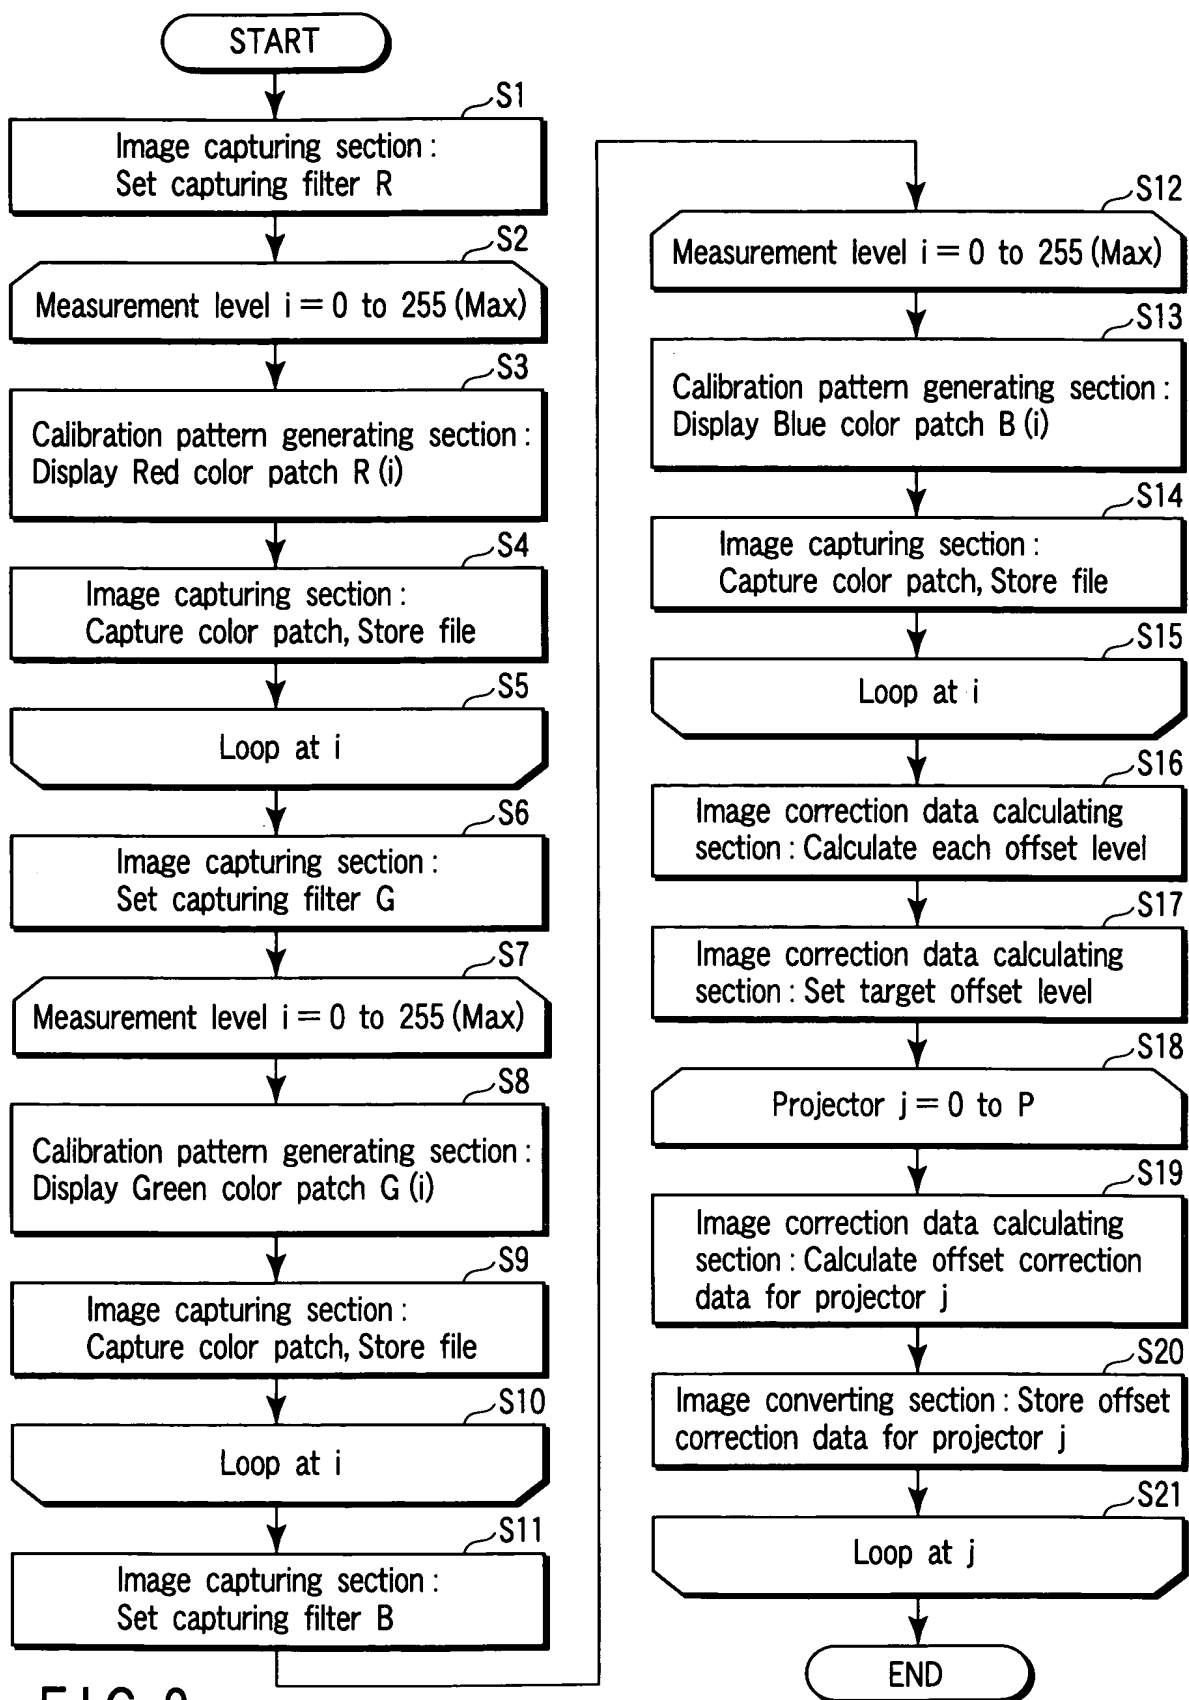 START
S1
Image capturing section :
Set capturing filter R
S2
Measurement level i = 0 to 255 (Max)
S3
Calibration pattern generating section :
Display Red color patch R (i)
S4
Image capturing section :
Capture color patch, Store file
S5
Loop at i
S6
Image capturing section :
Set capturing filter G
S7
Measurement level i = 0 to 255 (Max)
S8
Calibration pattern generating section :
Display Green color patch G (i)
S9
Image capturing section :
Capture color patch, Store file
S10
Loop at i
S11
Image capturing section :
Set capturing filter B
S12
Measurement level i = 0 to 255 (Max)
S13
Calibration pattern generating section :
Display Blue color patch B (i)
S14
Image capturing section :
Capture color patch, Store file
S15
Loop at i
S16
Image correction data calculating
section : Calculate each offset level
S17
Image correction data calculating
section : Set target offset level
S18
Projector j = 0 to P
S19
Image correction data calculating
section : Calculate offset correction
data for projector j
S20
Image converting section : Store offset
correction data for projector j
S21
Loop at j
END
FIG.